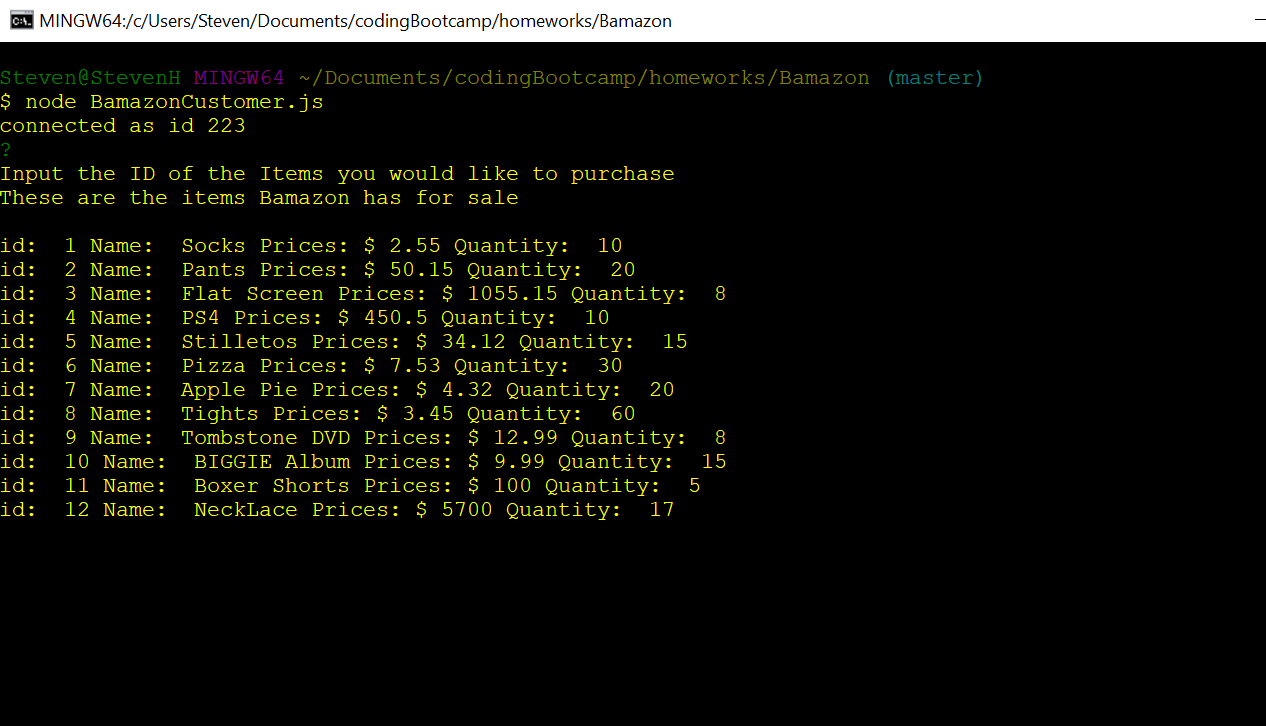 MINGW64:/c/Users/Steven/Documents/codingBootcamp/homeworks/Bamazon
Steven@StevenH MINGW64 ~/Documents/codingBootcamp/homeworks/Bamazon (master)
$ node BamazonCustomer.js
connected as id 223
?
Input the ID of the Items you would like to purchase
These are the items Bamazon has for sale
id:  1 Name:  Socks Prices: $ 2.55 Quantity:  10
id:  2 Name:  Pants Prices: $ 50.15 Quantity:  20
id:  3 Name:  Flat Screen Prices: $ 1055.15 Quantity:  8
id:  4 Name:  PS4 Prices: $ 450.5 Quantity:  10
id:  5 Name:  Stilletos Prices: $ 34.12 Quantity:  15
id:  6 Name:  Pizza Prices: $ 7.53 Quantity:  30
id:  7 Name:  Apple Pie Prices: $ 4.32 Quantity:  20
id:  8 Name:  Tights Prices: $ 3.45 Quantity:  60
id:  9 Name:  Tombstone DVD Prices: $ 12.99 Quantity:  8
id:  10 Name:  BIGGIE Album Prices: $ 9.99 Quantity:  15
id:  11 Name:  Boxer Shorts Prices: $ 100 Quantity:  5
id:  12 Name:  NeckLace Prices: $ 5700 Quantity:  17